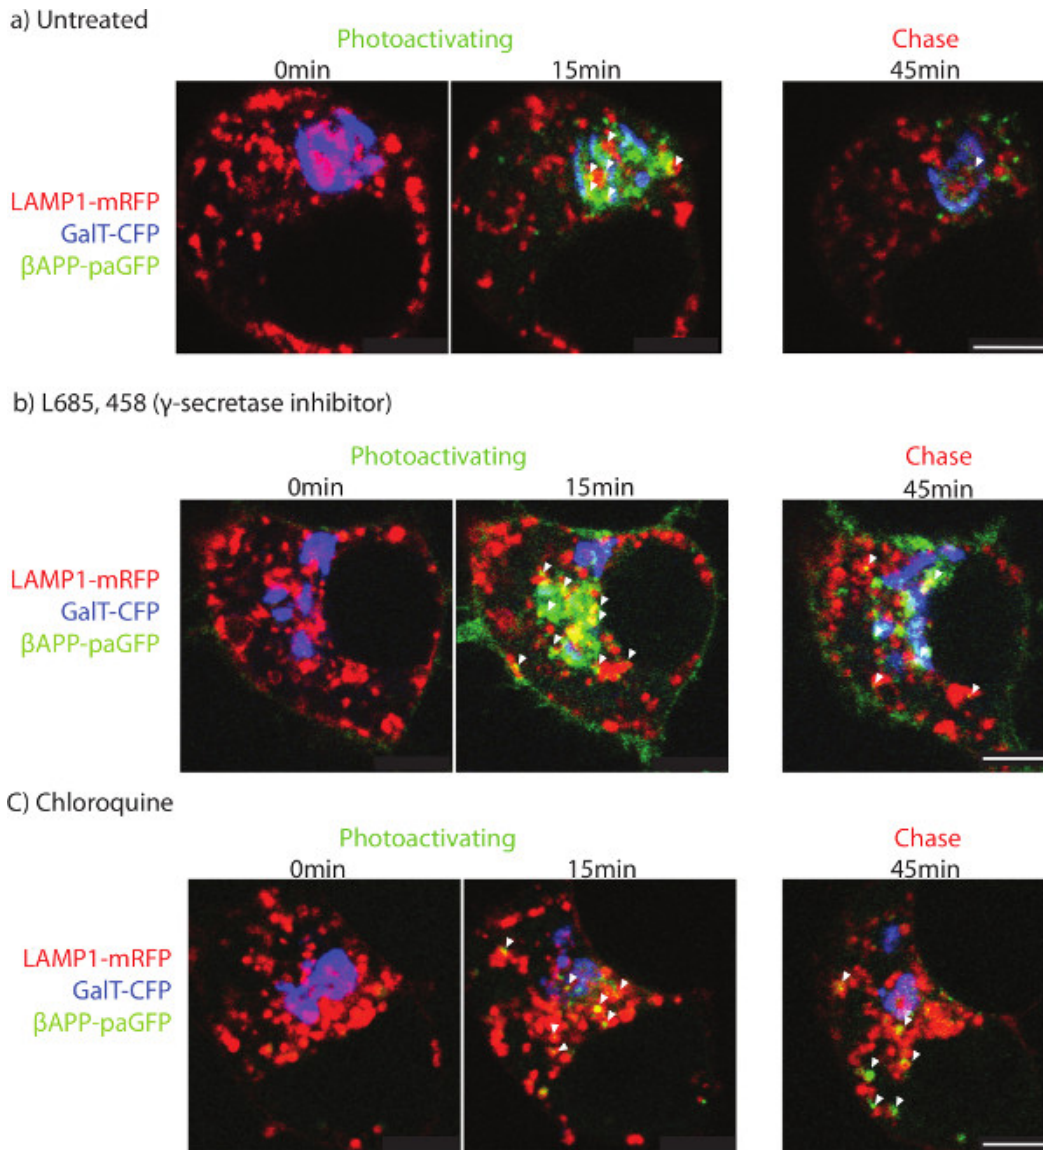 a) Untreated
Photoactivating
Chase
0min
15min
45min
LAMP1-mRFP
GalT-CFP
βAPP-paGFP
b) L685, 458 (γ-secretase inhibitor)
Photoactivating
Chase
0min
15min
45min
LAMP1-mRFP
GalT-CFP
βAPP-paGFP
C) Chloroquine
Photoactivating
Chase
0min
15min
45min
LAMP1-mRFP
GalT-CFP
βAPP-paGFP